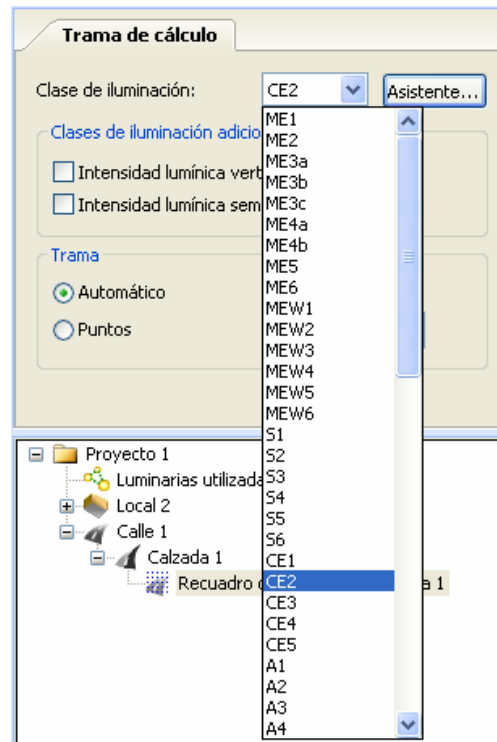 Trama de cálculo
Clase de iluminación: CE2 Asistente...
Clases de iluminación adicio
Intensidad lumínica vert
Intensidad lumínica sem
Trama
Automático
Puntos
ME1
ME2
ME3a
ME3b
ME3c
ME4a
ME4b
ME5
ME6
MEW1
MEW2
MEW3
MEW4
MEW5
MEW6
S1
S2
S3
S4
S5
S6
CE1
CE2
CE3
CE4
CE5
A1
A2
A3
A4
Proyecto 1
Luminarias utilizada
Local 2
Calle 1
Calzada 1
Recuadro a 1